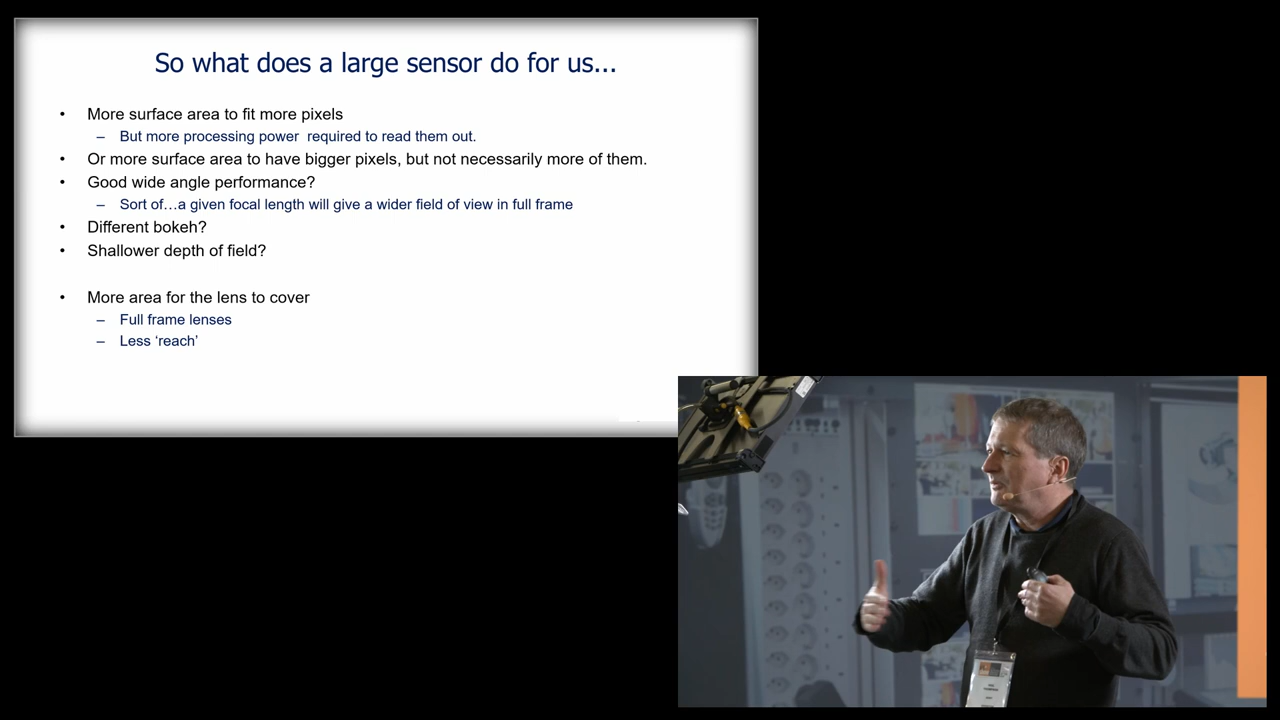 So what does a large sensor do for us...
• More surface area to fit more pixels
– But more processing power required to read them out.
• Or more surface area to have bigger pixels, but not necessarily more of them.
• Good wide angle performance?
– Sort of…a given focal length will give a wider field of view in full frame
• Different bokeh?
• Shallower depth of field?
• More area for the lens to cover
– Full frame lenses
– Less ‘reach’